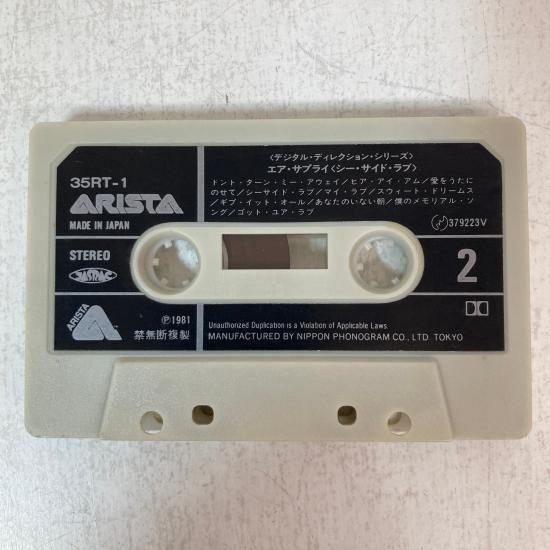 〈デジタル・ディレクション・シリーズ〉
エア・サプライ〈シー・サイド・ラブ〉
ドント・ターン・ミー・アウェイ/ヒア・アイ・アム/愛をうたに
のせて/シーサイド・ラブ/マイ・ラブ/スウィート・ドリームス
/ギブ・イット・オール/あなたのいない朝/僕のメモリアル・ソ
ング/ゴット・ユア・ラブ
35RT-1
ARISTA
MADE IN JAPAN
379223V
STEREO
JASRAC
2
ARISTA
Ⓟ1981
禁無断複製
Unauthorized Duplication is a Violation of Applicable Laws.
MANUFACTURED BY NIPPON PHONOGRAM CO., LTD. TOKYO